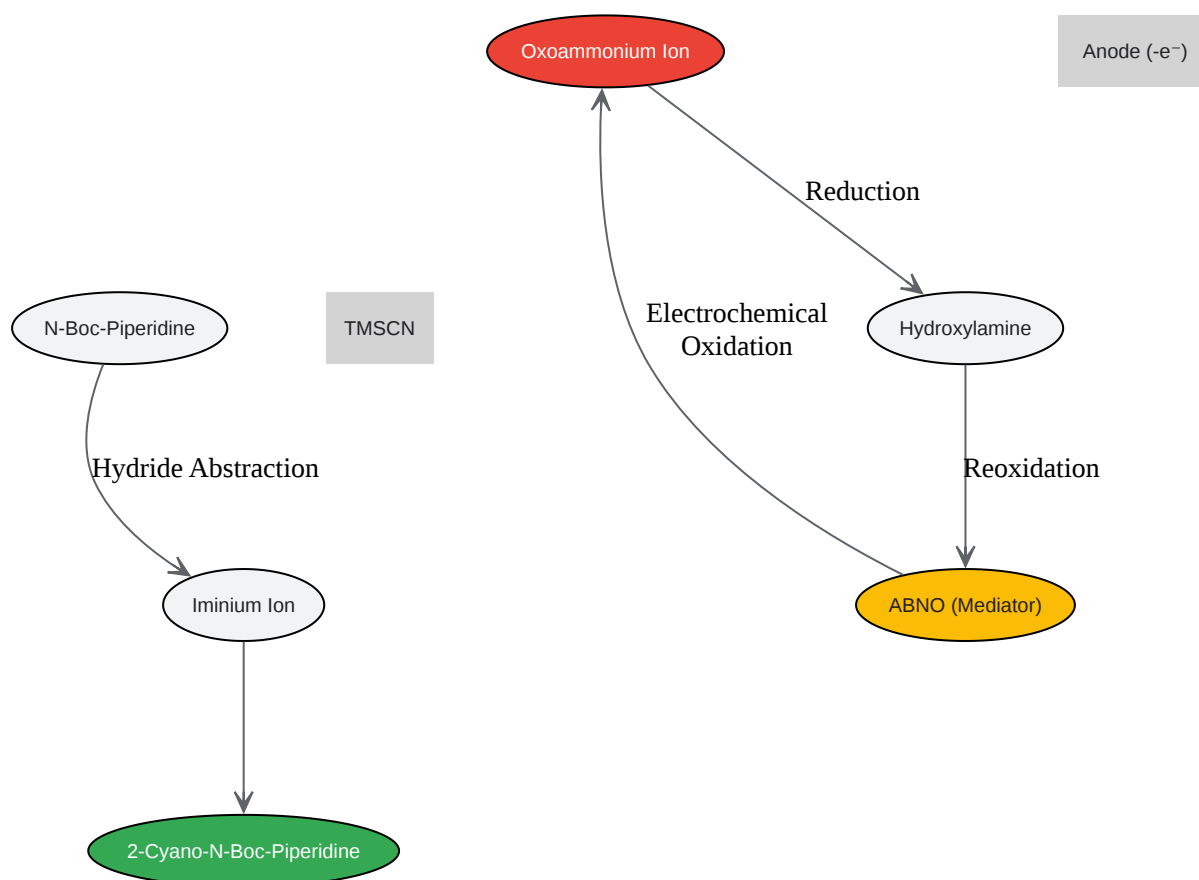 Oxoammonium Ion
Anode (-e⁻)
Reduction
N-Boc-Piperidine
TMSCN
Electrochemical
Oxidation
Hydroxylamine
Hydride Abstraction
Reoxidation
Iminium Ion
ABNO (Mediator)
2-Cyano-N-Boc-Piperidine